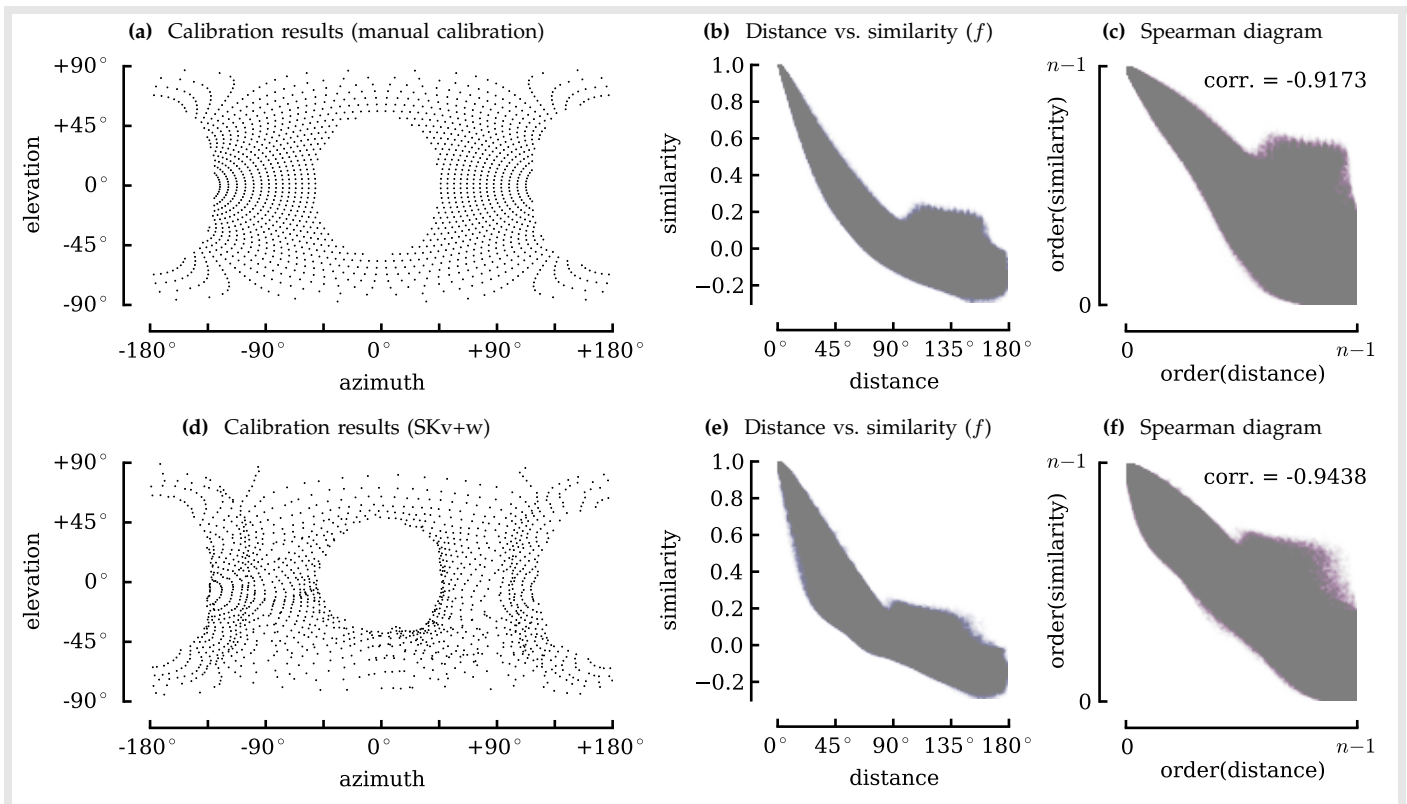 (a) Calibration results (manual calibration)
+90°
+45°
0°
-45°
-90°
elevation
-180°
-90°
0°
+90°
+180°
azimuth
(b) Distance vs. similarity (f)
1.0
0.8
0.6
0.4
0.2
0.0
−0.2
similarity
0°
45°
90°
135°
180°
distance
(c) Spearman diagram
n−1
corr. = -0.9173
order(similarity)
0
0
n−1
order(distance)
(d) Calibration results (SKv+w)
+90°
+45°
0°
-45°
-90°
elevation
-180°
-90°
0°
+90°
+180°
azimuth
(e) Distance vs. similarity (f)
1.0
0.8
0.6
0.4
0.2
0.0
−0.2
similarity
0°
45°
90°
135°
180°
distance
(f) Spearman diagram
n−1
corr. = -0.9438
order(similarity)
0
0
n−1
order(distance)